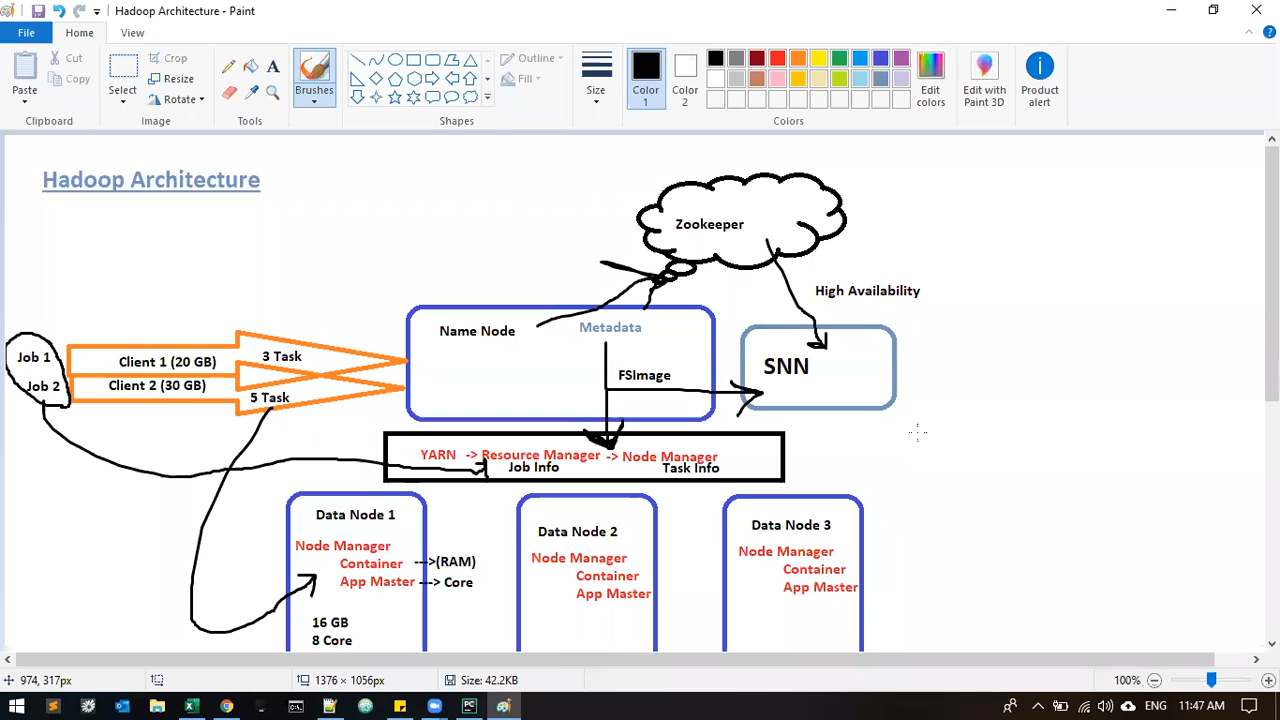 Hadoop Architecture - Paint
File
Home
View
Paste
Cut
Copy
Clipboard
Select
Crop
Resize
Rotate
Image
Tools
Brushes
Shapes
Outline
Fill
Size
Color 1
Color 2
Colors
Edit colors
Edit with Paint 3D
Product alert
Hadoop Architecture
Zookeeper
High Availability
Name Node
Metadata
FSImage
SNN
Job 1
Job 2
Client 1 (20 GB)
Client 2 (30 GB)
3 Task
5 Task
YARN -> Resource Manager -> Node Manager
Job Info
Task Info
Data Node 1
Node Manager
Container --->(RAM)
App Master ---> Core
16 GB
8 Core
Data Node 2
Node Manager
Container
App Master
Data Node 3
Node Manager
Container
App Master
974, 317px
1376 × 1056px
Size: 42.2KB
100%
ENG
11:47 AM